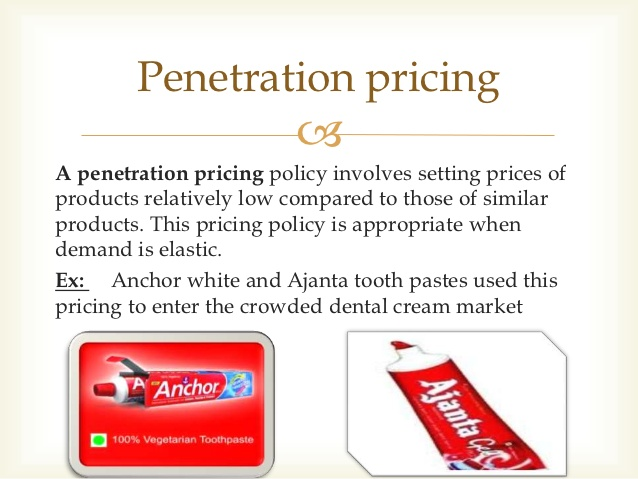 Penetration pricing
A penetration pricing policy involves setting prices of
products relatively low compared to those of similar
products. This pricing policy is appropriate when
demand is elastic.
Ex: Anchor white and Ajanta tooth pastes used this
pricing to enter the crowded dental cream market
Anchor
100% Vegetarian Toothpaste
Ajanta